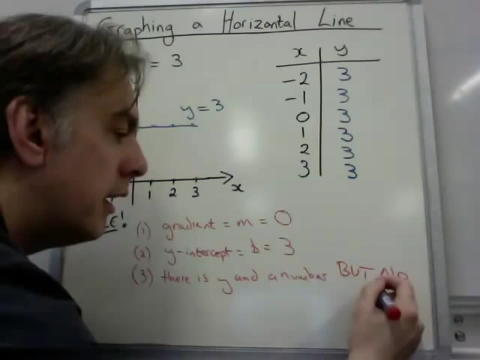 Graphing a Horizontal Line
= 3
x y
-2 3
-1 3
0 3
1 3
2 3
3 3
y = 3
1 2 3 x
!
(1) gradient = m = 0
(2) y-intercept = b = 3
(3) there is y and a number BUT NO